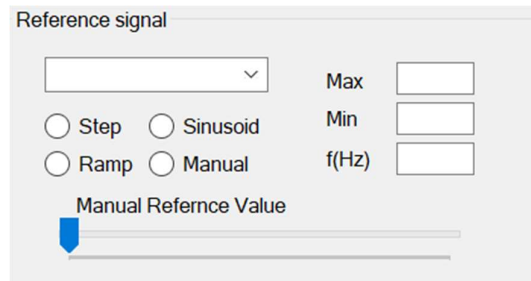 Reference signal
Max
Step
Sinusoid
Min
Ramp
Manual
f(Hz)
Manual Refernce Value